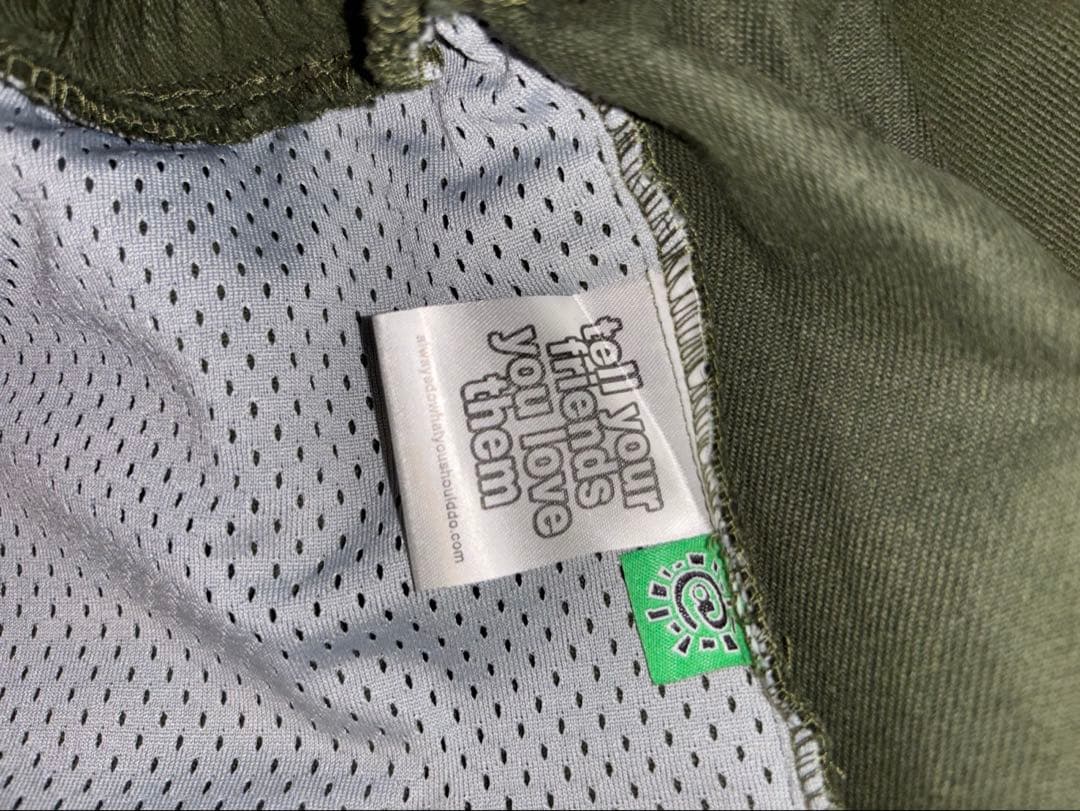 tell your
friends
you love
them
alwaysdowhatyoushoulddo.com
@